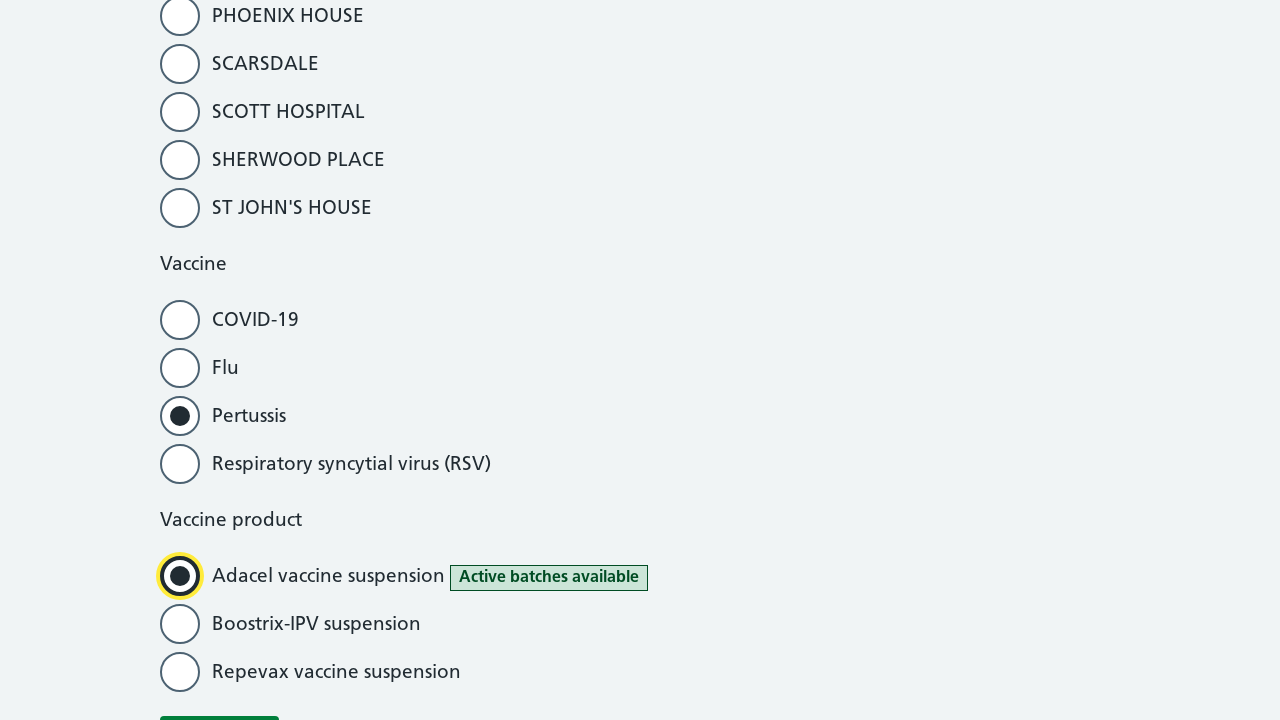 PHOENIX HOUSE
SCARSDALE
SCOTT HOSPITAL
SHERWOOD PLACE
ST JOHN'S HOUSE
Vaccine
COVID-19
Flu
Pertussis
Respiratory syncytial virus (RSV)
Vaccine product
Adacel vaccine suspension Active batches available
Boostrix-IPV suspension
Repevax vaccine suspension